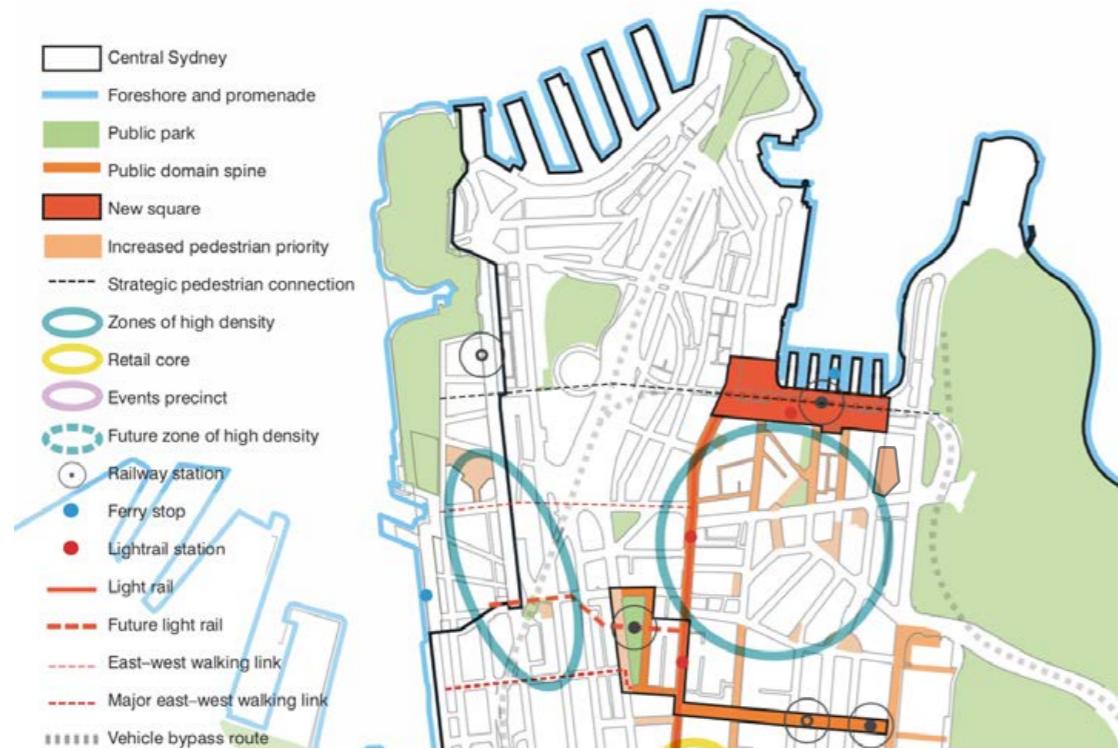 Central Sydney
Foreshore and promenade
Public park
Public domain spine
New square
Increased pedestrian priority
Strategic pedestrian connection
Zones of high density
Retail core
Events precinct
Future zone of high density
Railway station
Ferry stop
Lightrail station
Light rail
Future light rail
East–west walking link
Major east–west walking link
Vehicle bypass route